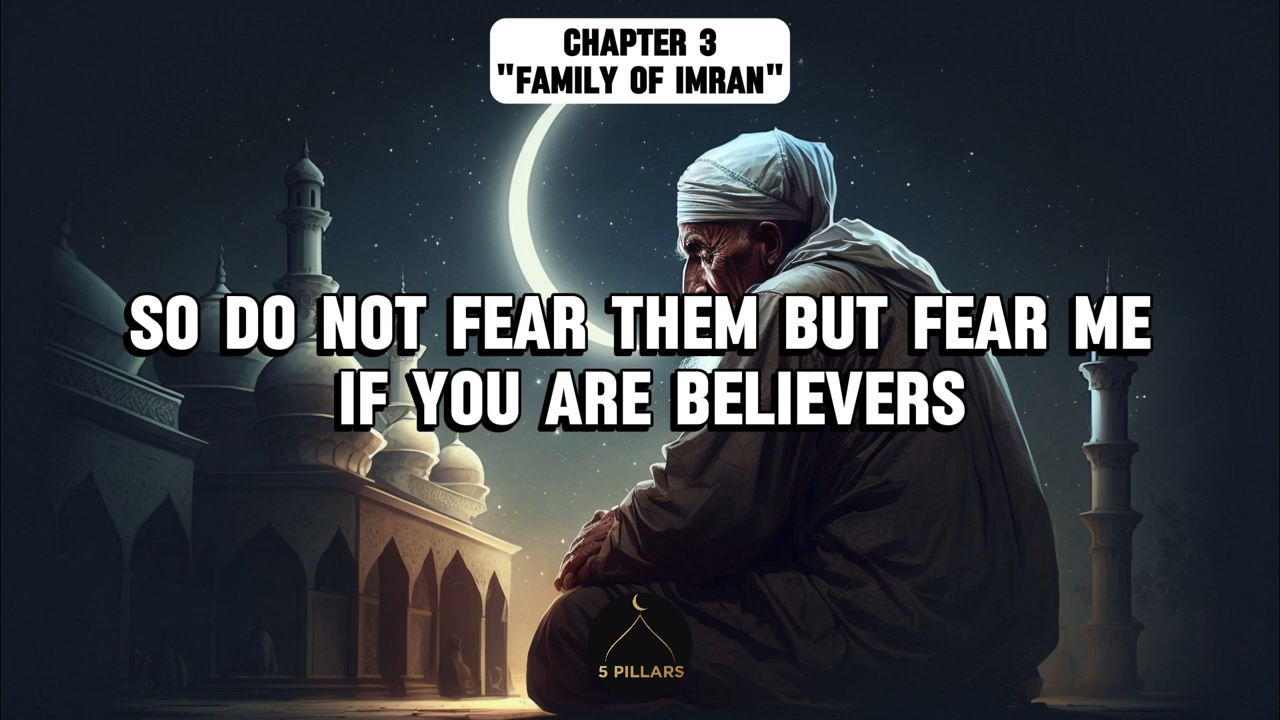 CHAPTER 3
"FAMILY OF IMRAN"
SO DO NOT FEAR THEM BUT FEAR ME
IF YOU ARE BELIEVERS
5 PILLARS